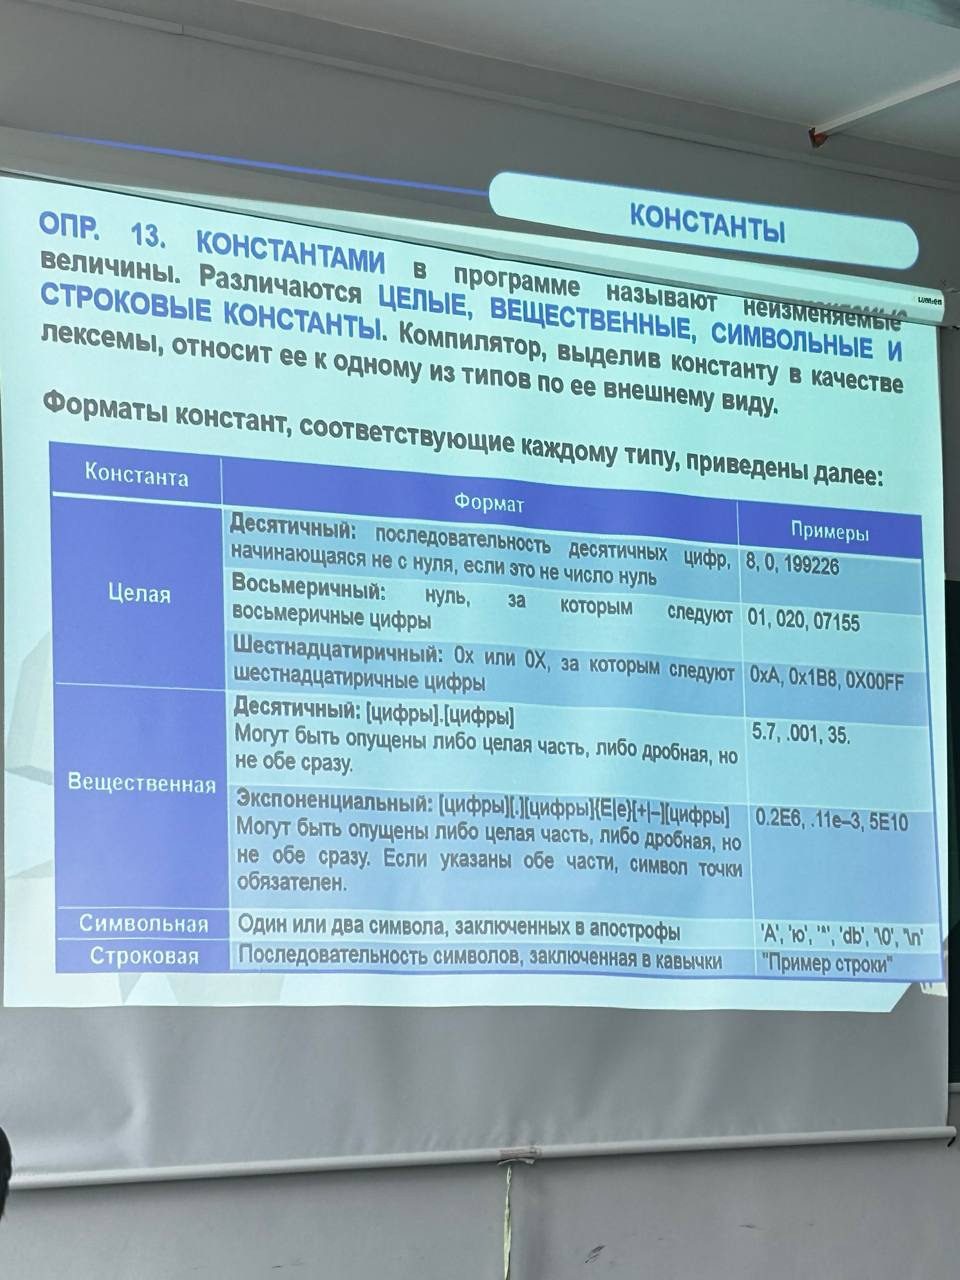 КОНСТАНТЫ
Lumien
ОПР. 13. КОНСТАНТАМИ в программе называют неизменяемые
величины. Различаются ЦЕЛЫЕ, ВЕЩЕСТВЕННЫЕ, СИМВОЛЬНЫЕ И
СТРОКОВЫЕ КОНСТАНТЫ. Компилятор, выделив константу в качестве
лексемы, относит ее к одному из типов по ее внешнему виду.
Форматы констант, соответствующие каждому типу, приведены далее:
Константа
Формат
Примеры
Целая
Десятичный: последовательность десятичных цифр,
начинающаяся не с нуля, если это не число нуль
8, 0, 199226
Восьмеричный: нуль, за которым следуют
восьмеричные цифры
01, 020, 07155
Шестнадцатиричный: 0x или 0X, за которым следуют
шестнадцатиричные цифры
0xA, 0x1B8, 0X00FF
Вещественная
Десятичный: [цифры].[цифры]
Могут быть опущены либо целая часть, либо дробная, но
не обе сразу.
5.7, .001, 35.
Экспоненциальный: [цифры][.][цифры]{E|e}[+|–][цифры]
Могут быть опущены либо целая часть, либо дробная, но
не обе сразу. Если указаны обе части, символ точки
обязателен.
0.2E6, .11e–3, 5E10
Символьная
Один или два символа, заключенных в апострофы
'A', 'ю', '*', 'db', '\0', '\n'
Строковая
Последовательность символов, заключенная в кавычки
"Пример строки"